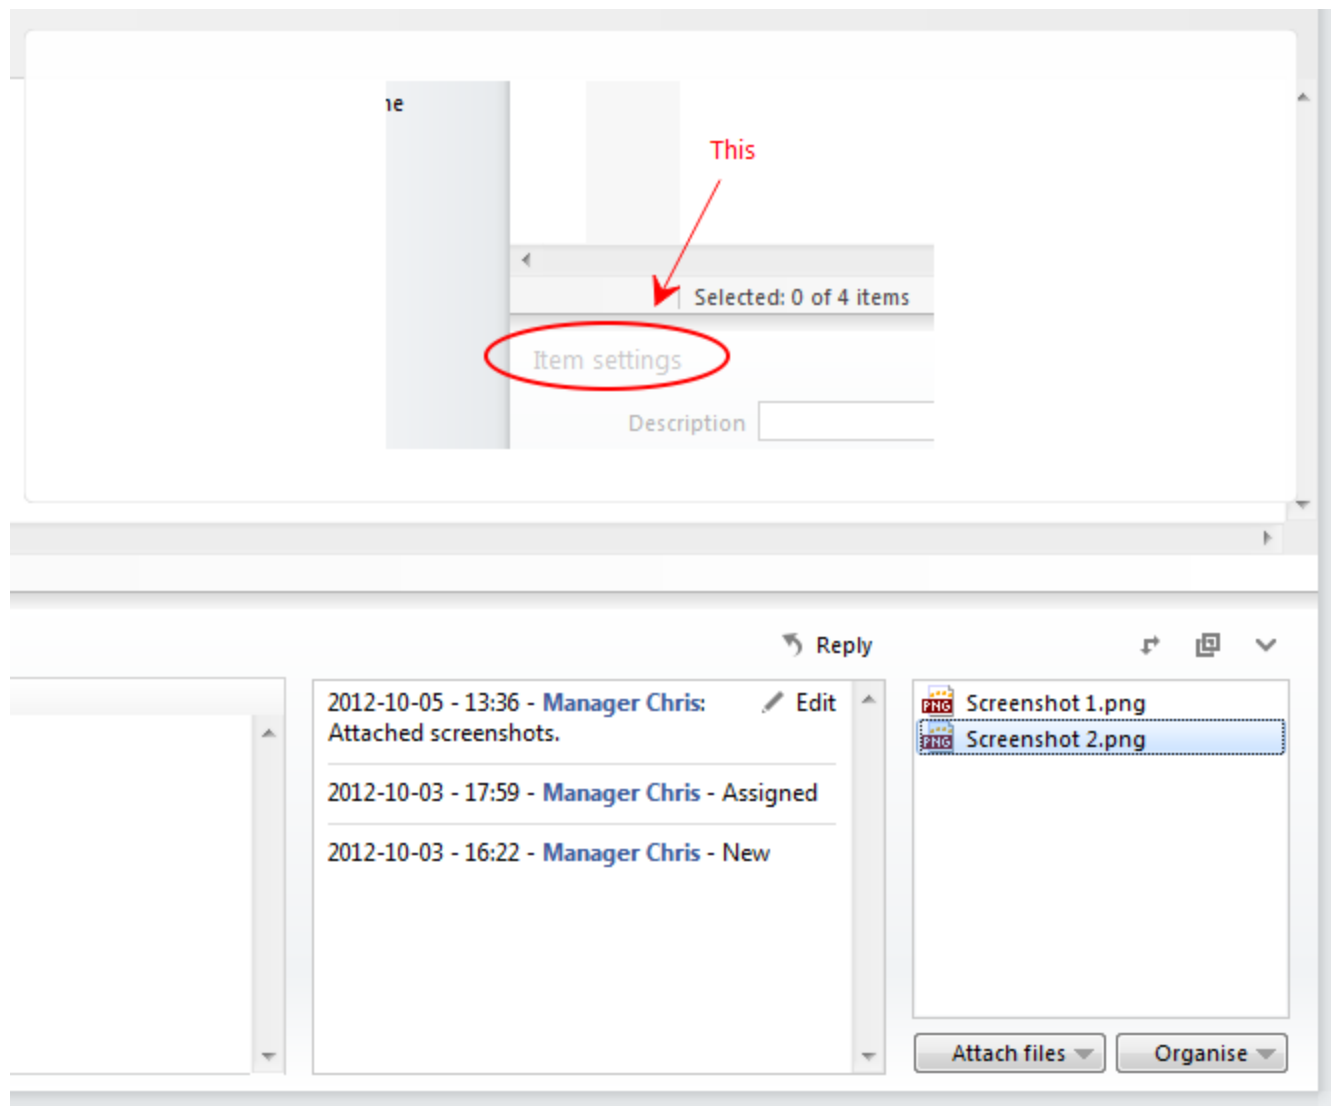 ne
This
Selected: 0 of 4 items
Item settings
Description
Reply
2012-10-05 - 13:36 - Manager Chris:
Edit
Attached screenshots.
2012-10-03 - 17:59 - Manager Chris - Assigned
2012-10-03 - 16:22 - Manager Chris - New
PNG Screenshot 1.png
PNG Screenshot 2.png
Attach files
Organise